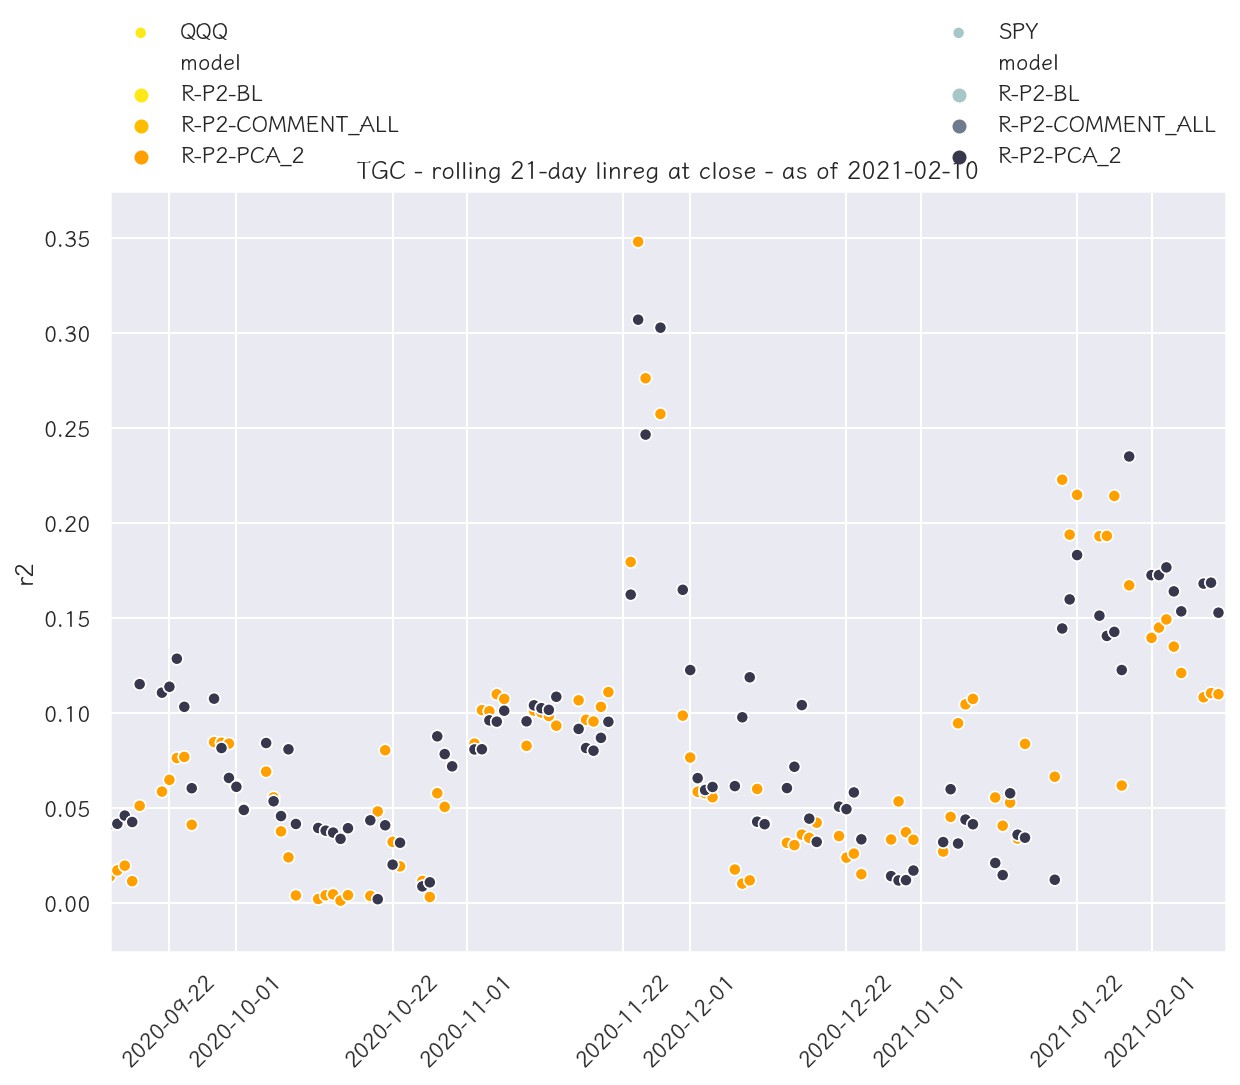 QQQ
model
R-P2-BL
R-P2-COMMENT_ALL
R-P2-PCA_2
SPY
model
R-P2-BL
R-P2-COMMENT_ALL
R-P2-PCA_2
TGC - rolling 21-day linreg at close - as of 2021-02-10
r2
0.35
0.30
0.25
0.20
0.15
0.10
0.05
0.00
2020-09-22
2020-10-01
2020-10-22
2020-11-01
2020-11-22
2020-12-01
2020-12-22
2021-01-01
2021-01-22
2021-02-01